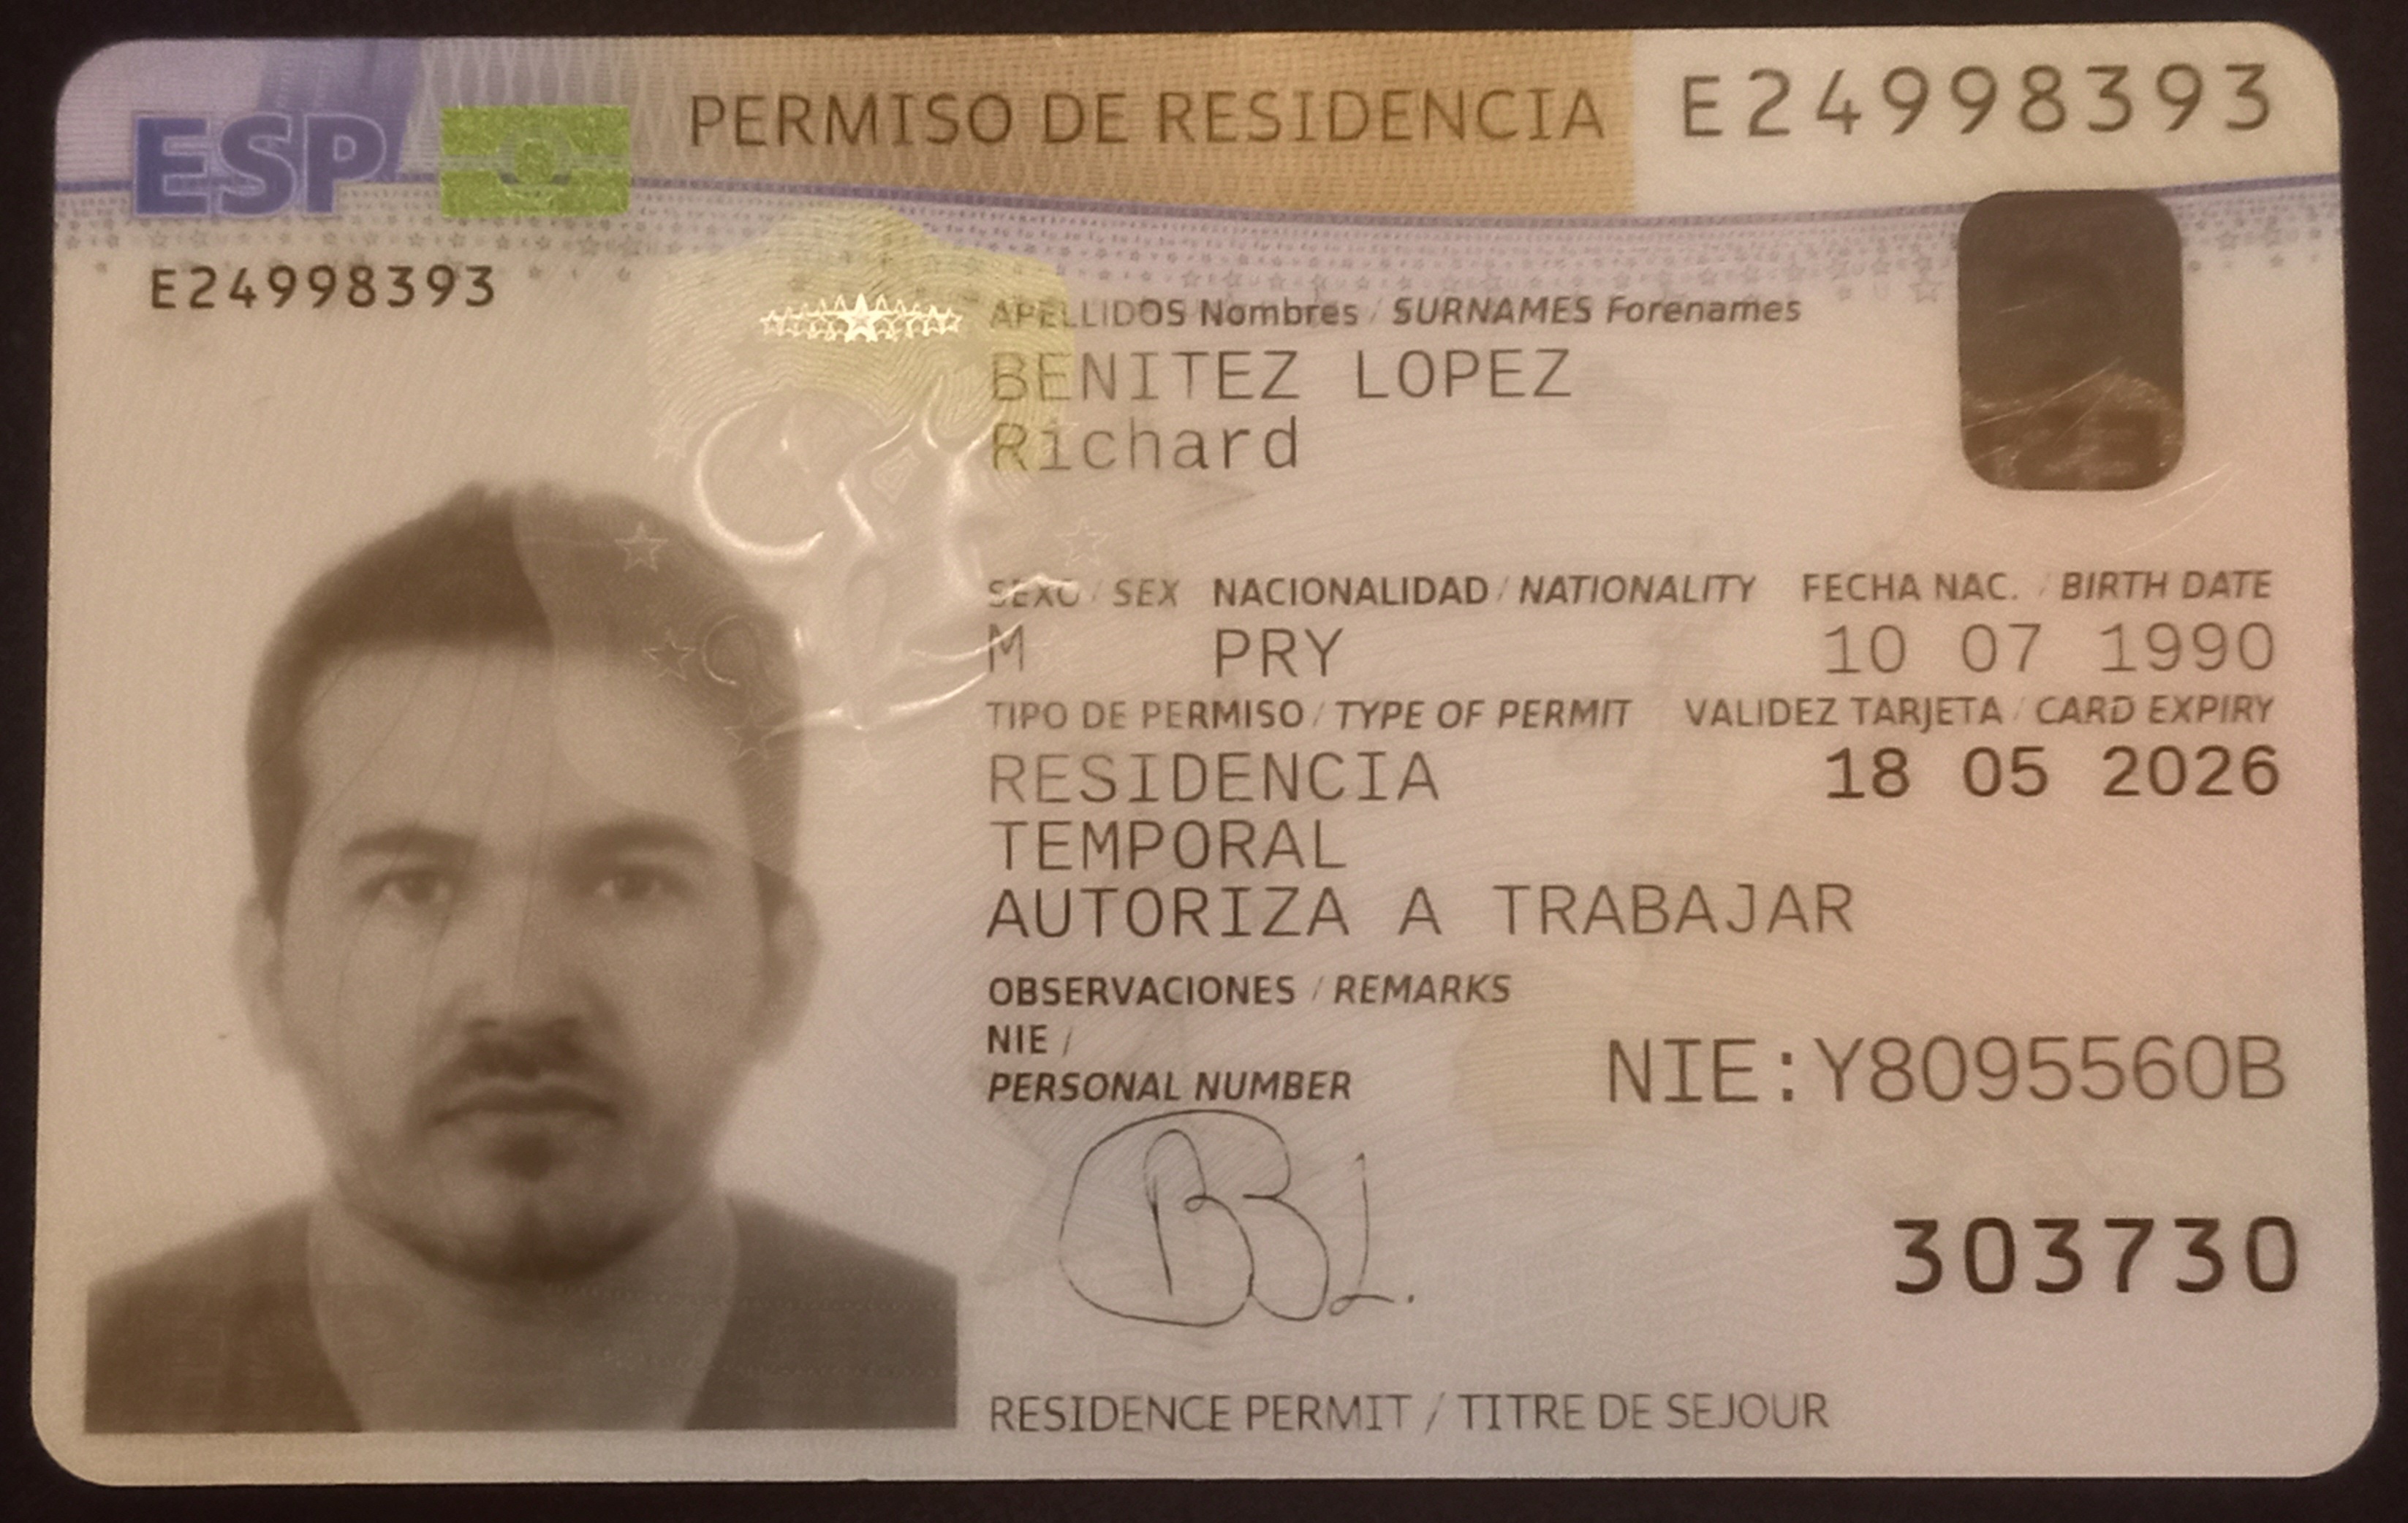 ESP
PERMISO DE RESIDENCIA
E24998393
E24998393
APELLIDOS Nombres / SURNAMES Forenames
BENITEZ LOPEZ
Richard
SEXO / SEX NACIONALIDAD / NATIONALITY FECHA NAC. / BIRTH DATE
M PRY 10 07 1990
TIPO DE PERMISO / TYPE OF PERMIT VALIDEZ TARJETA / CARD EXPIRY
RESIDENCIA 18 05 2026
TEMPORAL
AUTORIZA A TRABAJAR
OBSERVACIONES / REMARKS
NIE /
PERSONAL NUMBER
NIE:Y8095560B
303730
RESIDENCE PERMIT / TITRE DE SEJOUR